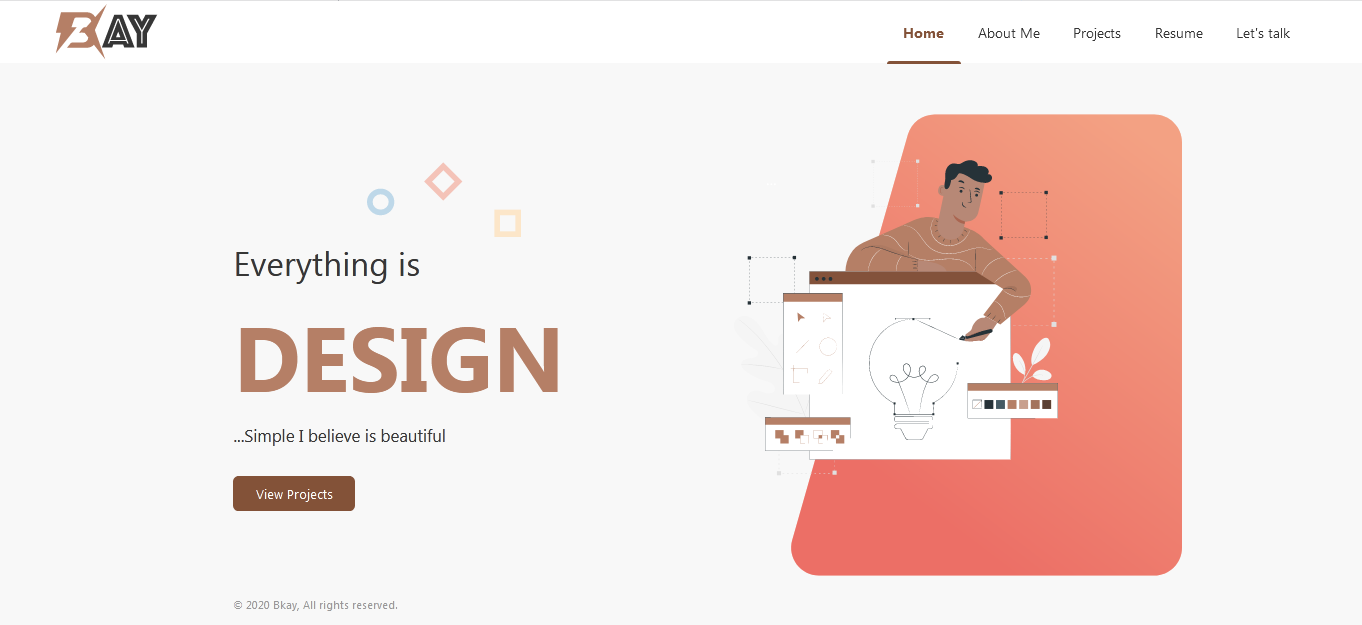 BAY
Home About Me Projects Resume Let's talk
Everything is
DESIGN
...Simple I believe is beautiful
View Projects
© 2020 Bkay, All rights reserved.